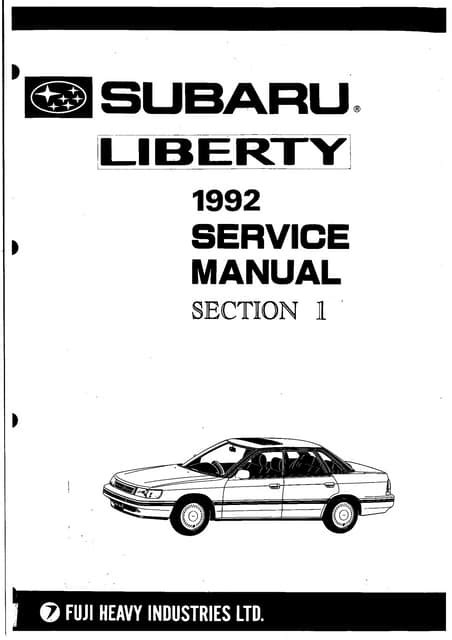 SUBARU®
LIBERTY
1992
SERVICE
MANUAL
SECTION 1
FUJI HEAVY INDUSTRIES LTD.